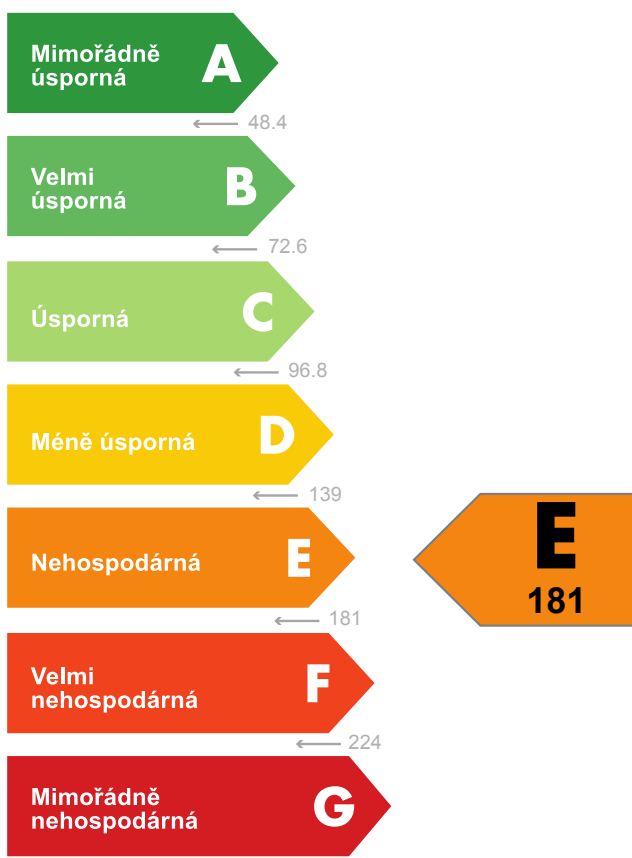 Mimořádně
úsporná
A
48.4
Velmi
úsporná
B
72.6
Úsporná
C
96.8
Méně úsporná
D
139
Nehospodárná
E
E
181
181
Velmi
nehospodárná
F
224
Mimořádně
nehospodárná
G